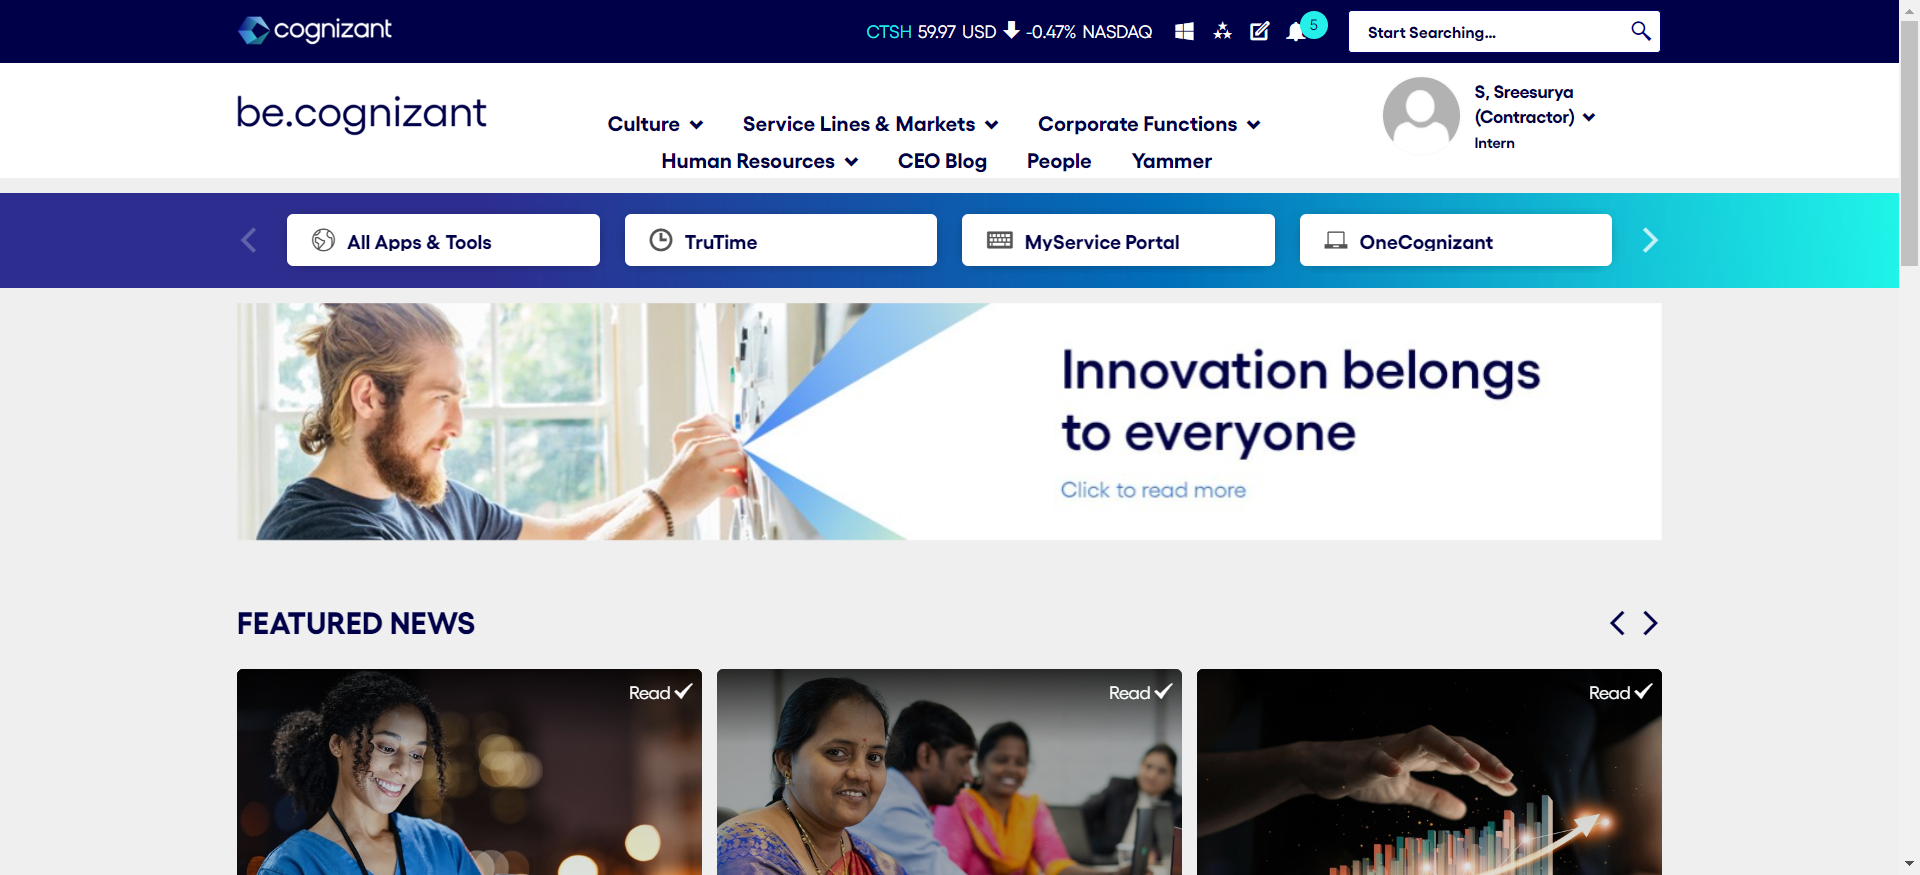 cognizant
CTSH 59.97 USD -0.47% NASDAQ
5
Start Searching...
be.cognizant
Culture
Service Lines & Markets
Corporate Functions
Human Resources
CEO Blog
People
Yammer
S, Sreesurya
(Contractor)
Intern
All Apps & Tools
TruTime
MyService Portal
OneCognizant
Innovation belongs
to everyone
Click to read more
FEATURED NEWS
Read
Read
Read